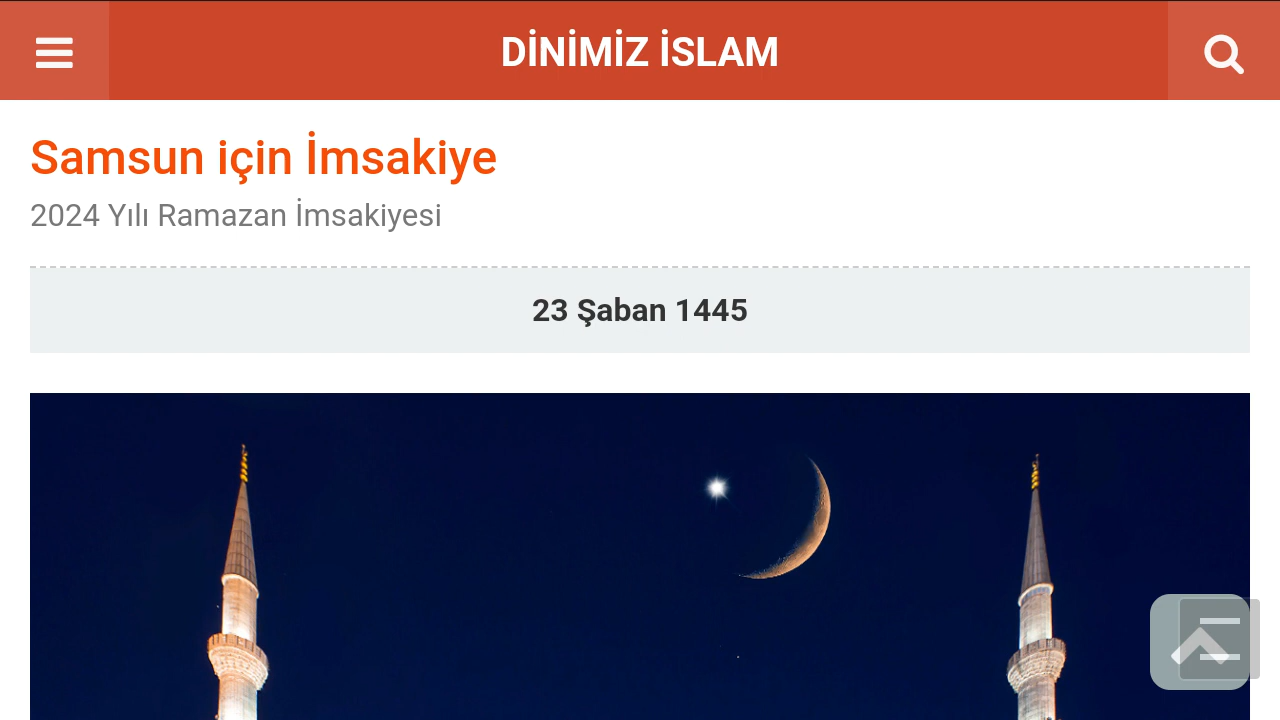 DİNİMİZ İSLAM
Samsun için İmsakiye
2024 Yılı Ramazan İmsakiyesi
23 Şaban 1445